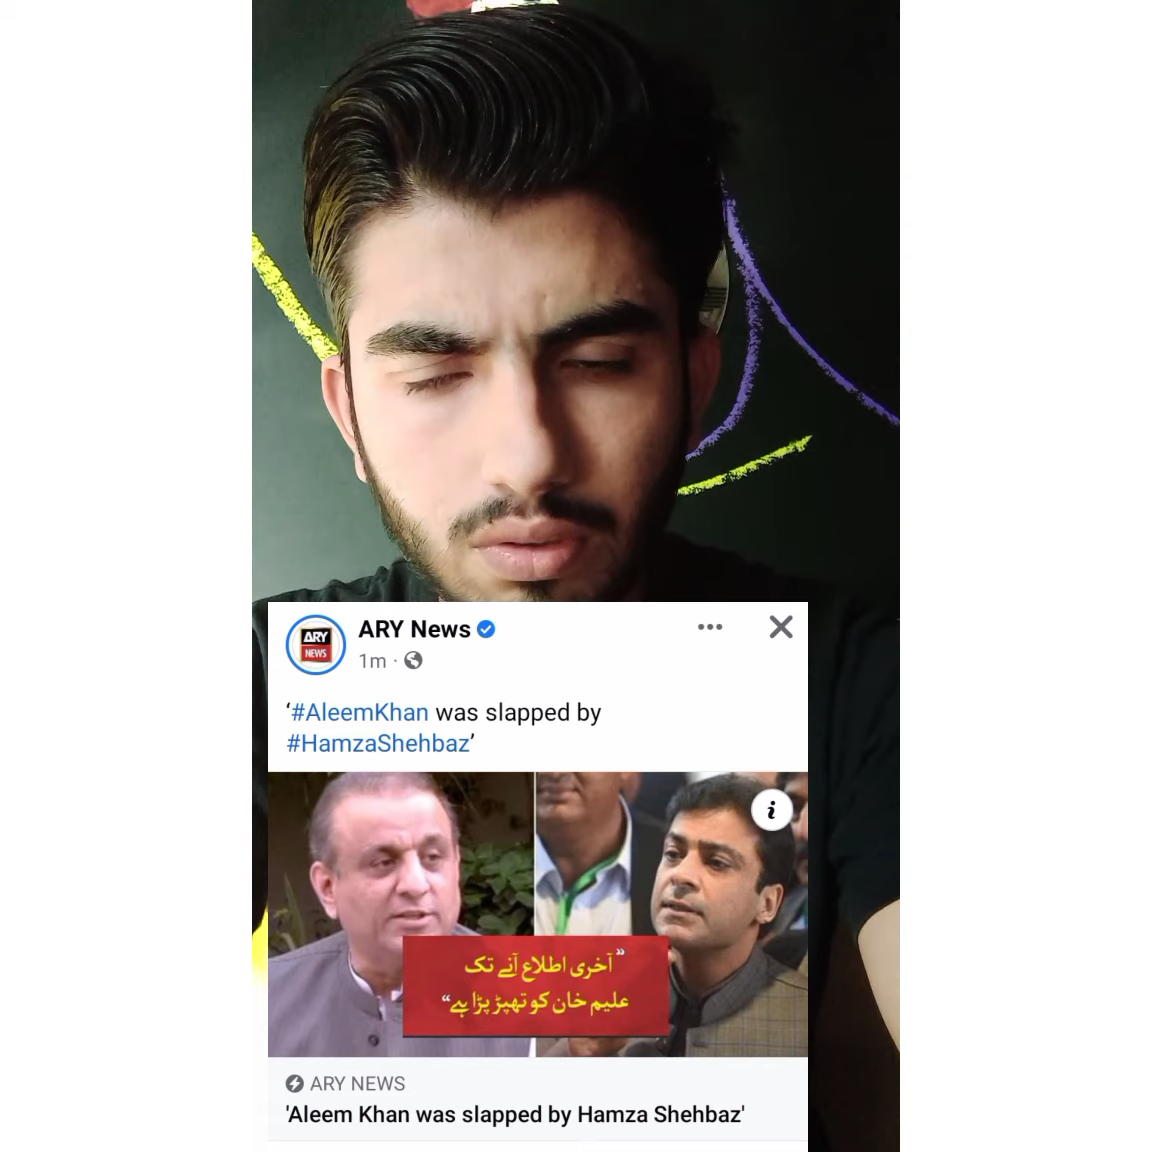 ARY
NEWS
ARY News
1m
‘#AleemKhan was slapped by
#HamzaShehbaz’
i
”آخری اطلاع آنے تک
علیم خان کو تھپڑ پڑا ہے“
ARY NEWS
'Aleem Khan was slapped by Hamza Shehbaz'